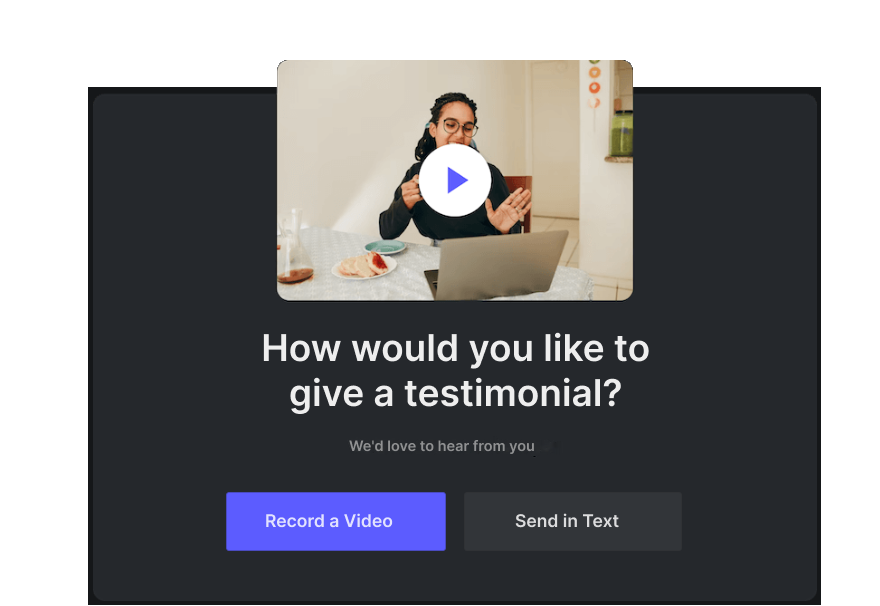 How would you like to
give a testimonial?
We'd love to hear from you
Record a Video
Send in Text